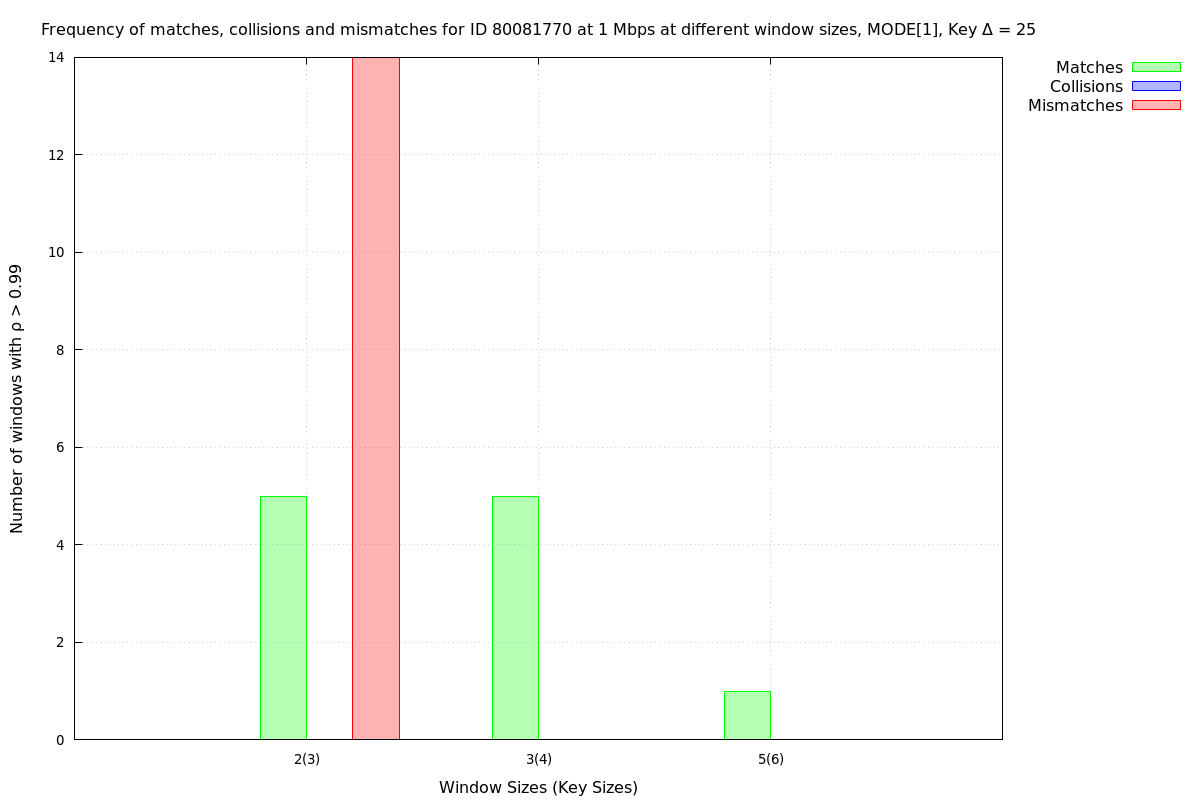 Frequency of matches, collisions and mismatches for ID 80081770 at 1 Mbps at different window sizes, MODE[1], Key Δ = 25
Matches
Collisions
Mismatches
Number of windows with ρ > 0.99
14
12
10
8
6
4
2
0
2(3) 3(4) 5(6)
Window Sizes (Key Sizes)